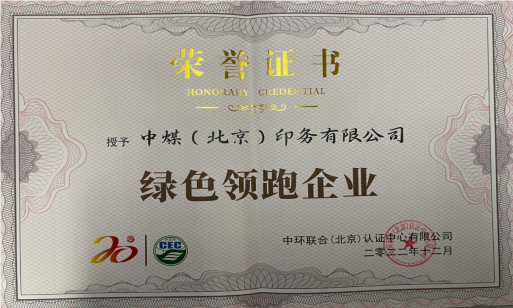 荣誉证书
HONORARY CREDENTIAL
授予 中煤（北京）印务有限公司
绿色领跑企业
20 CEC
中环联合(北京)认证中心有限公司
二零二二年十二月